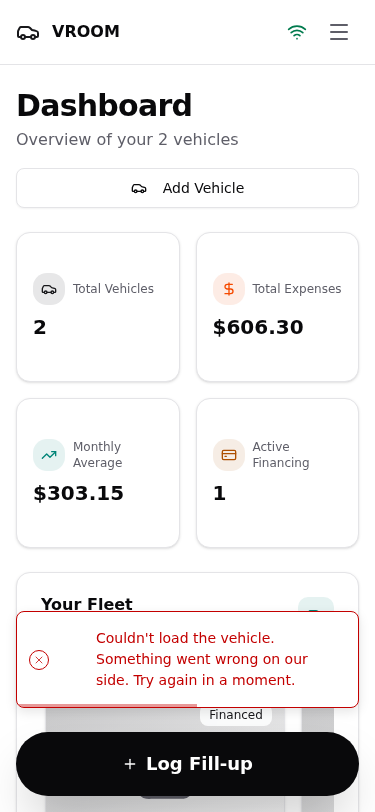 VROOM
Dashboard
Overview of your 2 vehicles
Add Vehicle
Total Vehicles
2
Total Expenses
$606.30
Monthly
Average
$303.15
Active
Financing
1
Your Fleet
Couldn't load the vehicle.
Something went wrong on our
side. Try again in a moment.
Financed
+ Log Fill-up